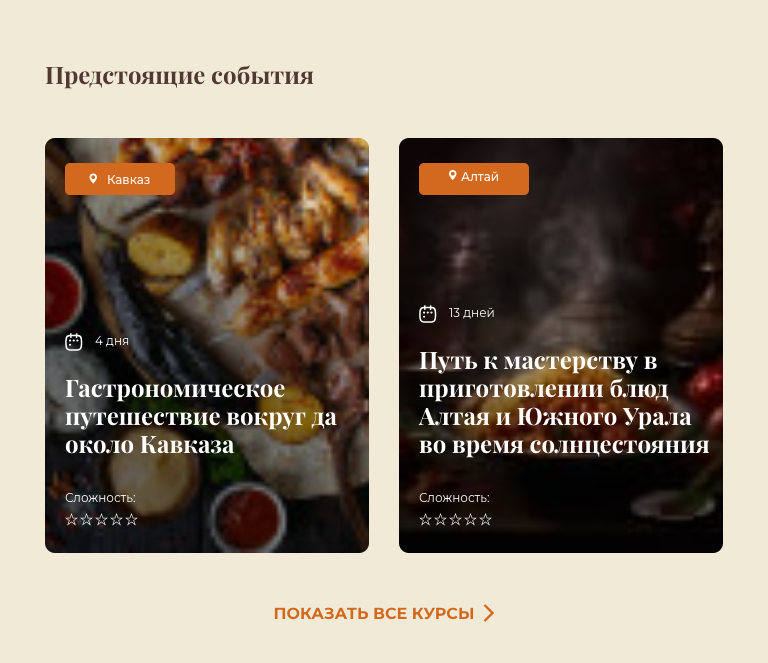 Предстоящие события
Кавказ
4 дня
Гастрономическое
путешествие вокруг да
около Кавказа
Сложность:
Алтай
13 дней
Путь к мастерству в
приготовлении блюд
Алтая и Южного Урала
во время солнцестояния
Сложность:
ПОКАЗАТЬ ВСЕ КУРСЫ